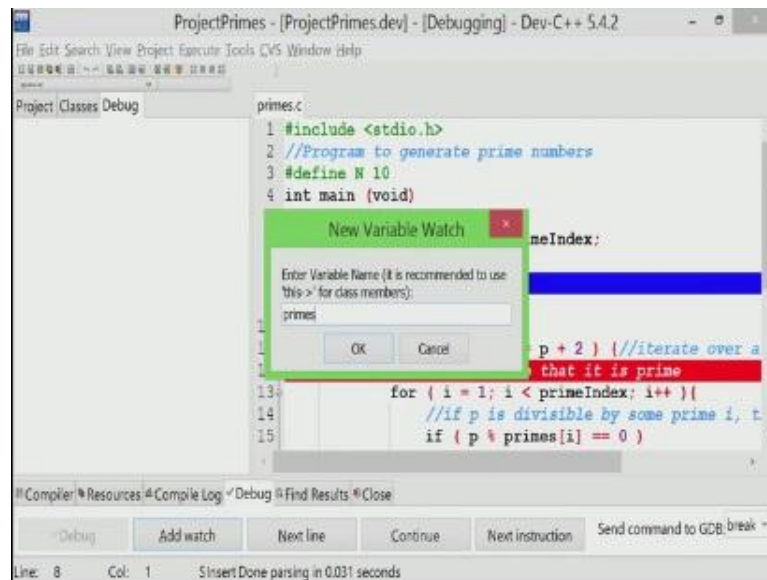 ProjectPrimes - [ProjectPrimes.dev] - [Debugging] - Dev-C++ 5.4.2
File Edit Search View Project Execute Tools CVS Window Help
Project Classes Debug
primes.c
1 #include <stdio.h>
2 //Program to generate prime numbers
3 #define N 10
4 int main (void)
New Variable Watch
meIndex;
Enter Variable Name (it is recommended to use
'this->' for class members):
primes
OK Cancel
p + 2 ) {//iterate over a
that it is prime
13 for ( i = 1; i < primeIndex; i++ ){
14 //if p is divisible by some prime i, t
15 if ( p % primes[i] == 0 )
Compiler Resources Compile Log Debug Find Results Close
Debug Add watch Next line Continue Next instruction Send command to GDB: break
Line: 8 Col: 1 Insert Done parsing in 0.031 seconds